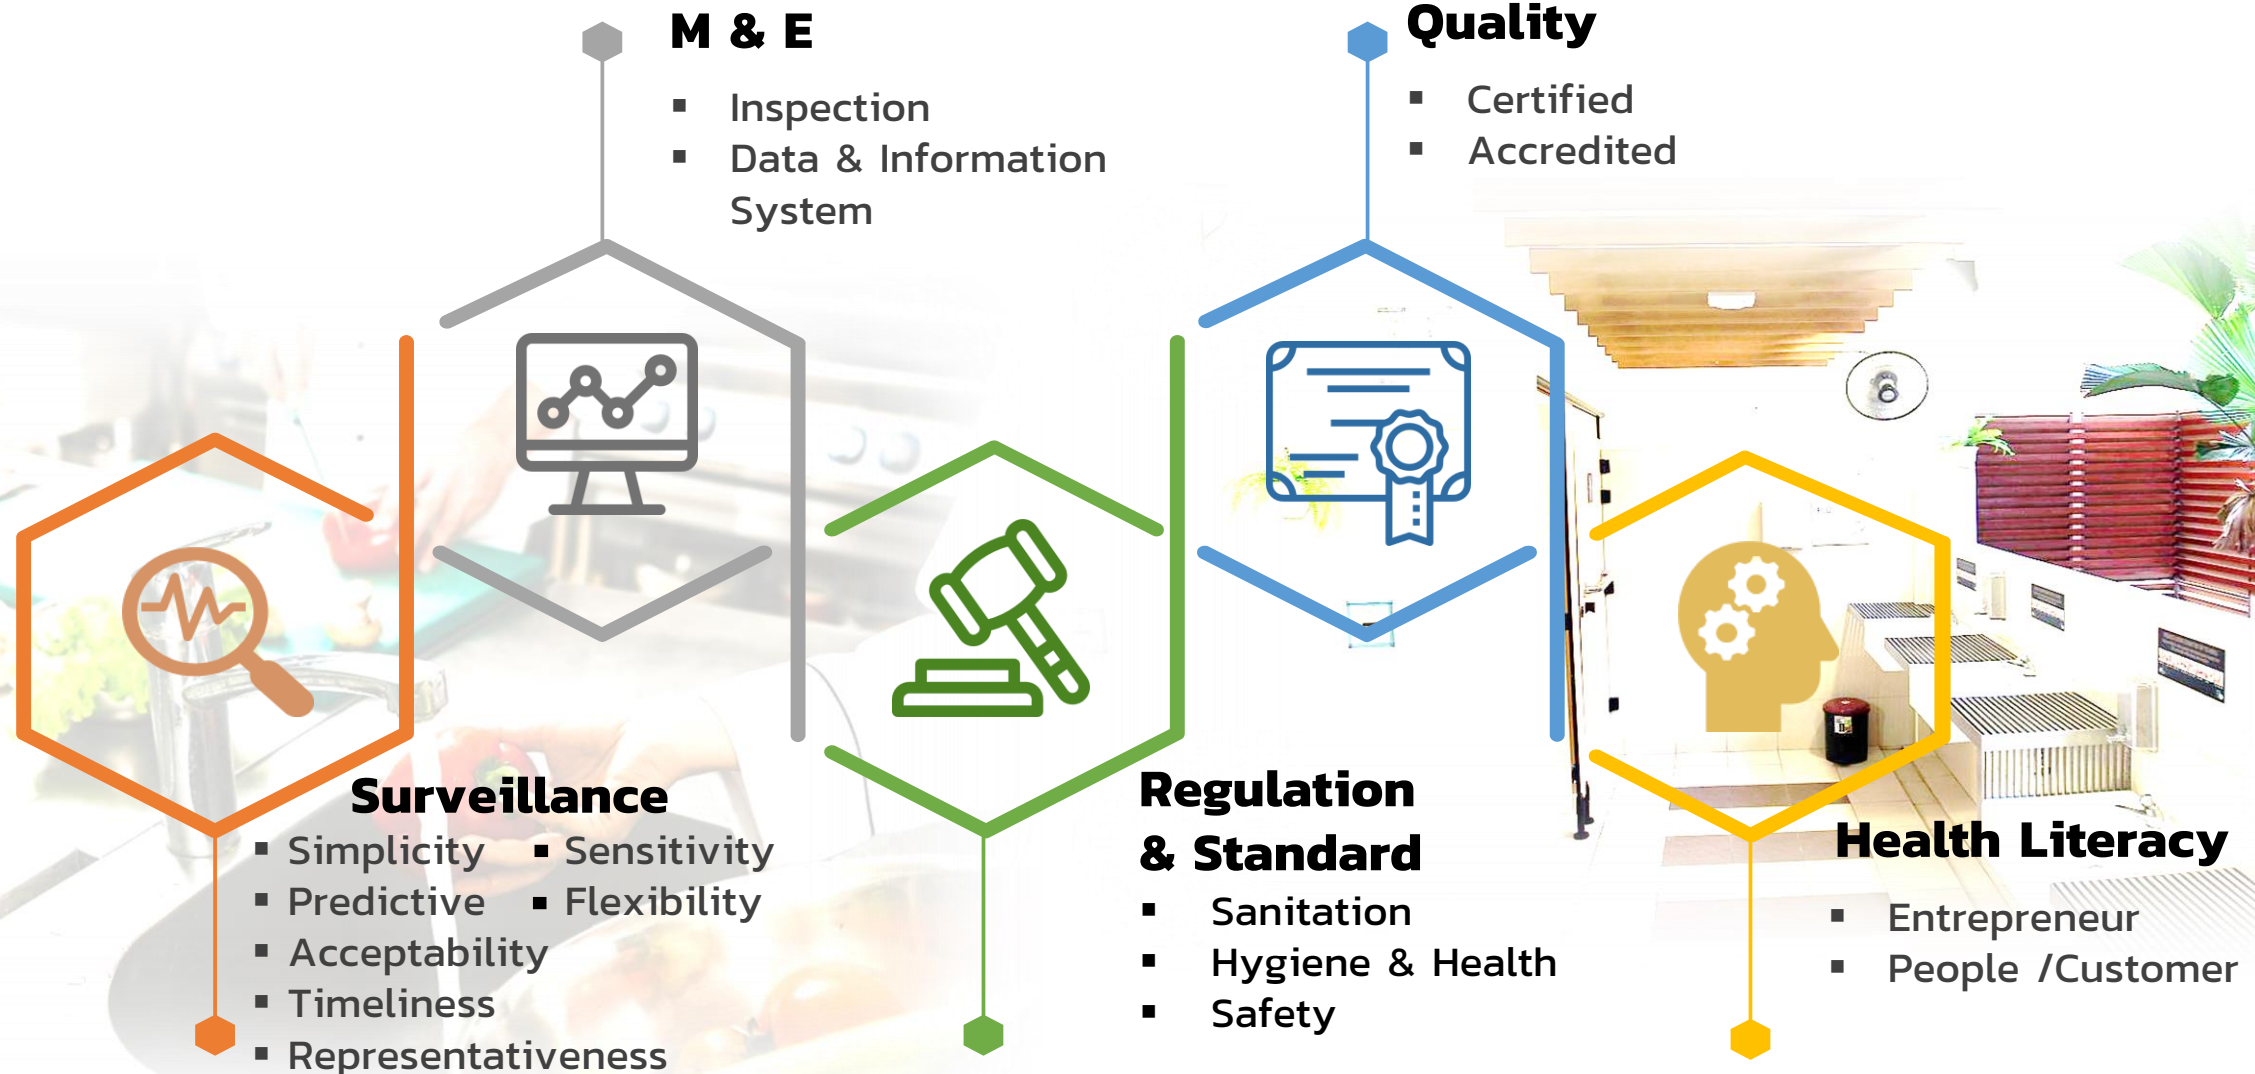 M & E
▪ Inspection
▪ Data & Information
System
Quality
▪ Certified
▪ Accredited
Surveillance
▪ Simplicity ▪ Sensitivity
▪ Predictive ▪ Flexibility
▪ Acceptability
▪ Timeliness
▪ Representativeness
Regulation
& Standard
▪ Sanitation
▪ Hygiene & Health
▪ Safety
Health Literacy
▪ Entrepreneur
▪ People /Customer